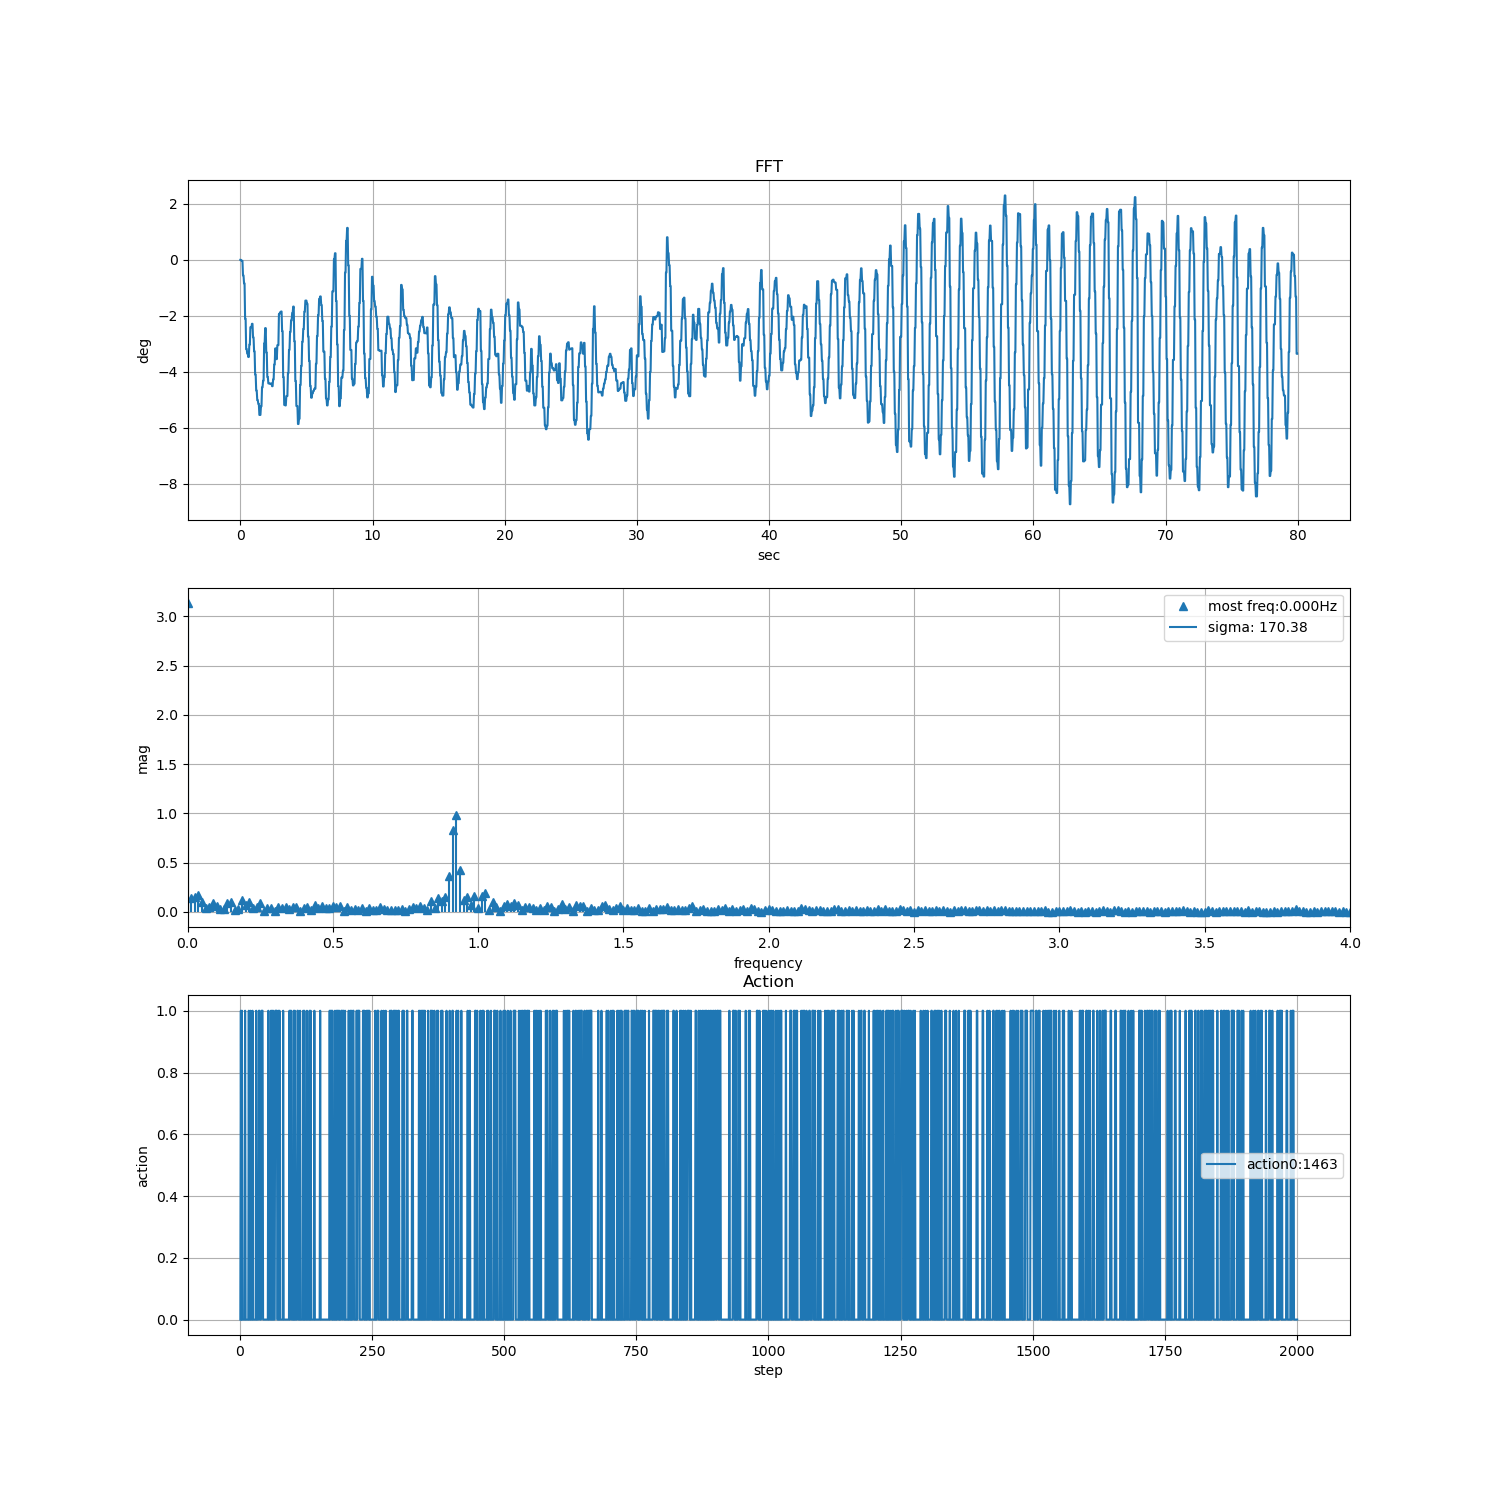 FFT
2
0
−2
−4
−6
−8
deg
0 10 20 30 40 50 60 70 80
sec
3.0
2.5
2.0
1.5
1.0
0.5
0.0
mag
most freq:0.000Hz
sigma: 170.38
0.0 0.5 1.0 1.5 2.0 2.5 3.0 3.5 4.0
frequency
Action
1.0
0.8
0.6
0.4
0.2
0.0
action
action0:1463
0 250 500 750 1000 1250 1500 1750 2000
step